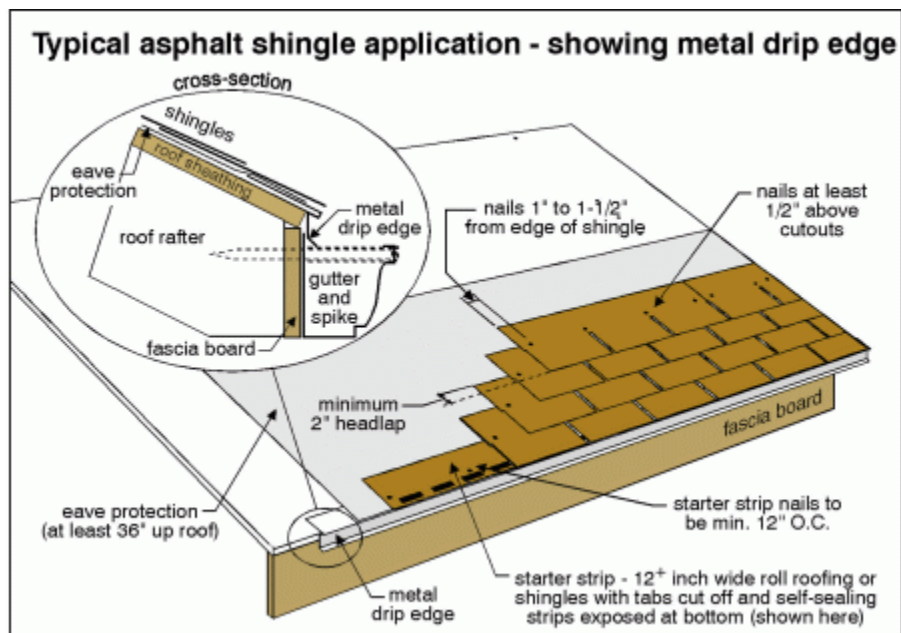 Typical asphalt shingle application - showing metal drip edge
cross-section
shingles
roof sheathing
eave
protection
metal
drip edge
roof rafter
gutter
and
spike
fascia board
nails 1" to 1-1/2"
from edge of shingle
nails at least
1/2" above
cutouts
minimum
2" headlap
fascia board
eave protection
(at least 36" up roof)
starter strip nails to
be min. 12" O.C.
metal
drip edge
starter strip - 12+ inch wide roll roofing or
shingles with tabs cut off and self-sealing
strips exposed at bottom (shown here)